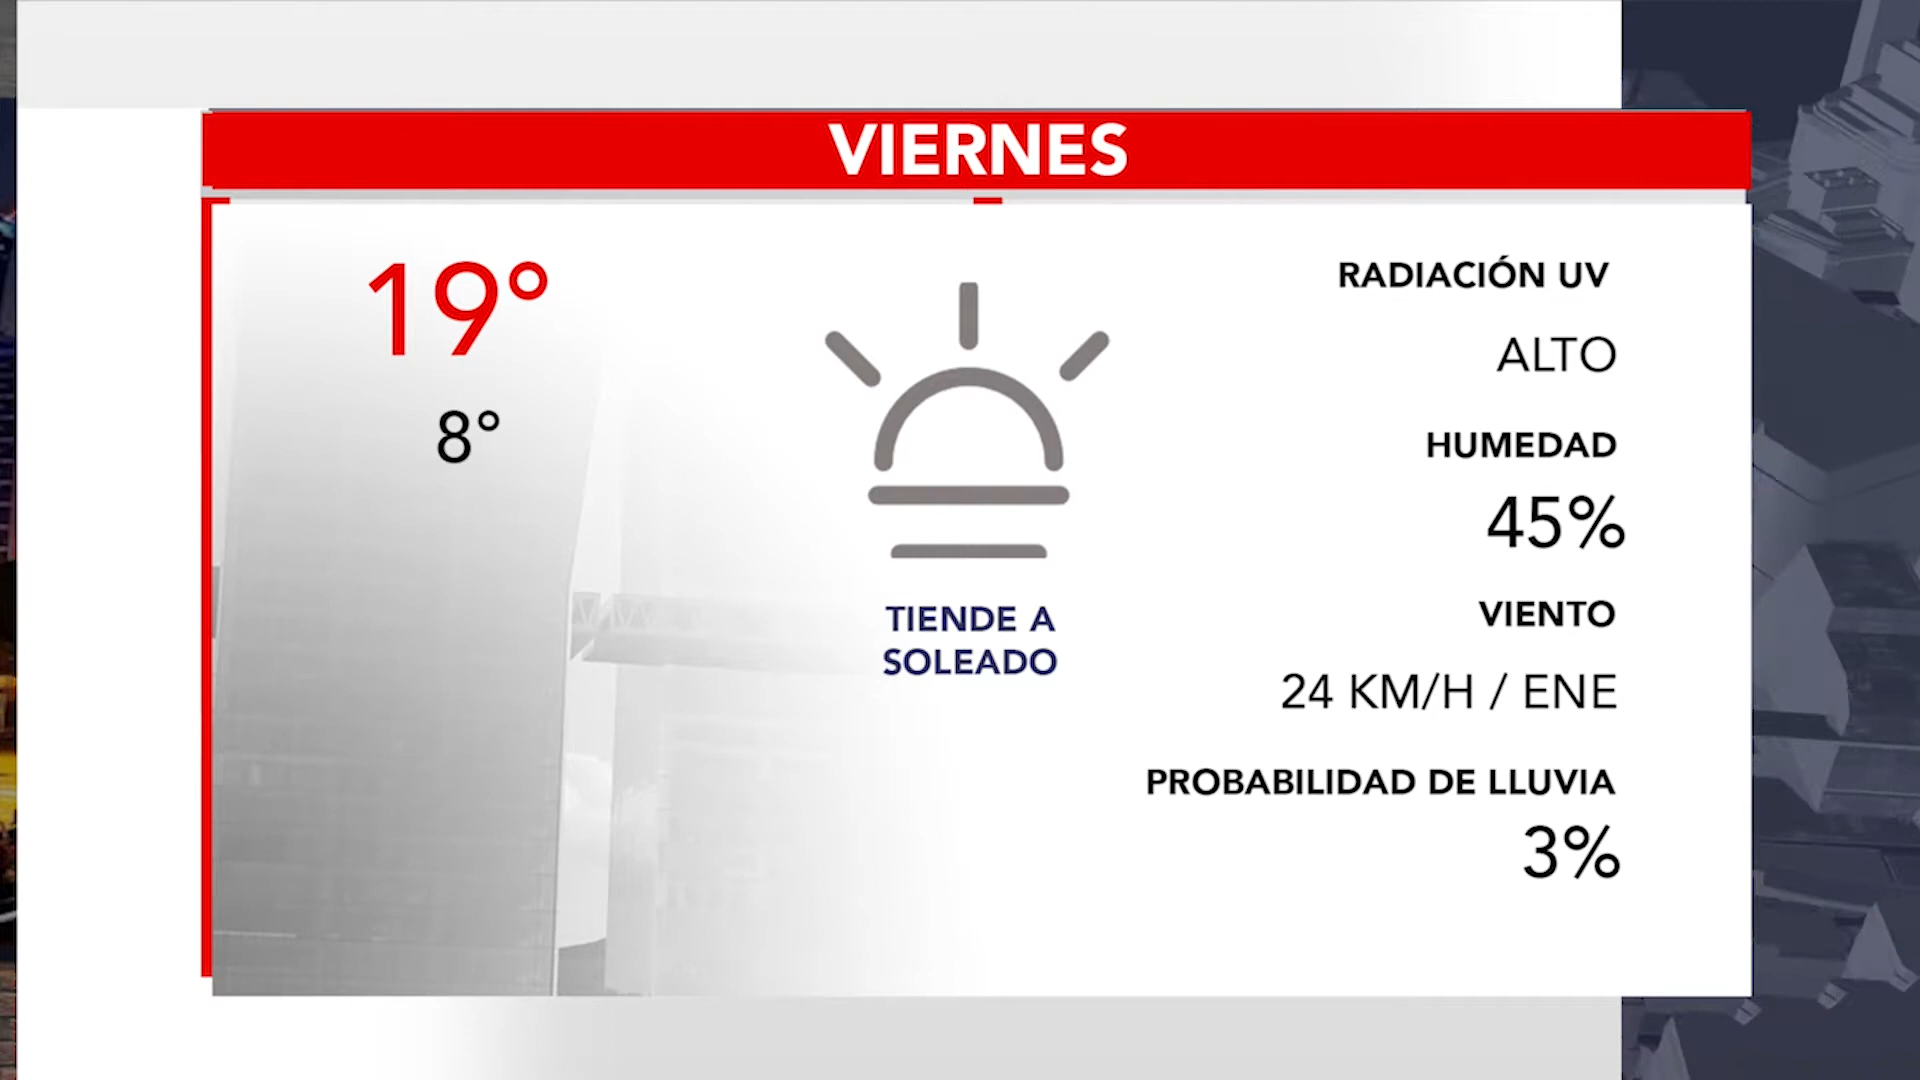 VIERNES
19°
8°
TIENDE A
SOLEADO
RADIACIÓN UV
ALTO
HUMEDAD
45%
VIENTO
24 KM/H / ENE
PROBABILIDAD DE LLUVIA
3%